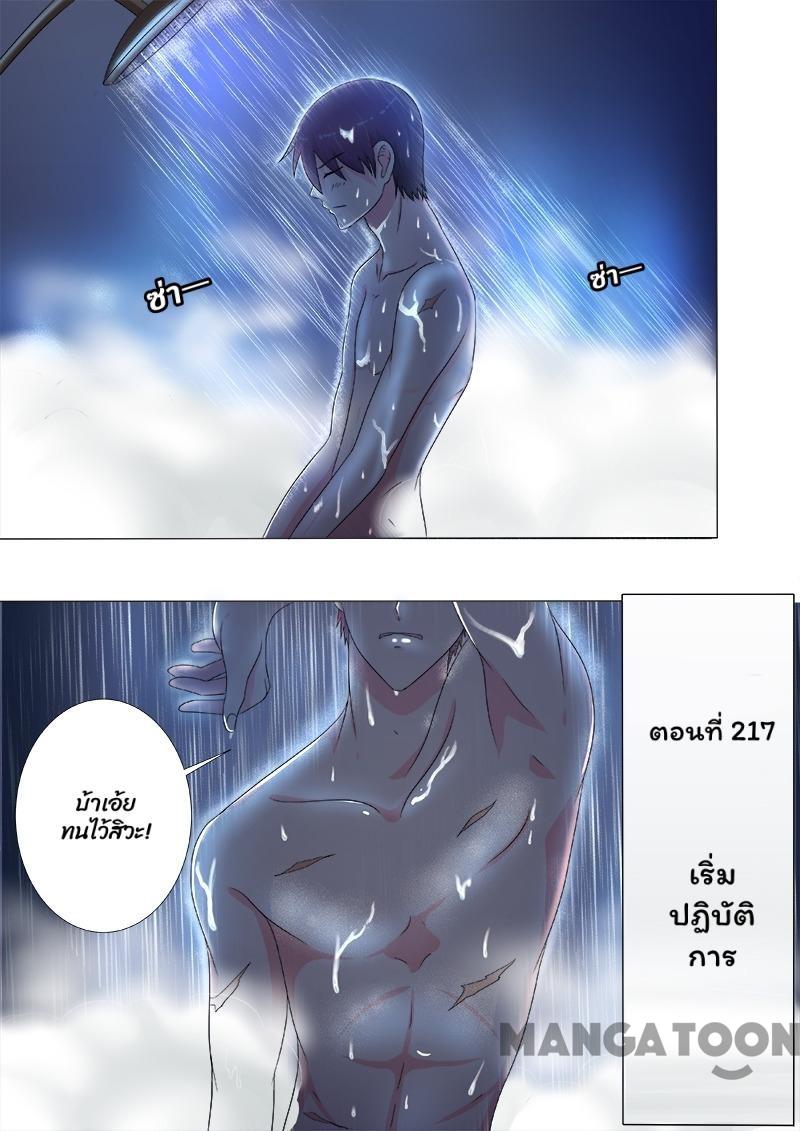 ซ่า—
ซ่า—
บ้าเอ้ย
ทนไว้สิวะ!
ตอนที่ 217
เริ่ม
ปฏิบัติ
การ
MANGATOON